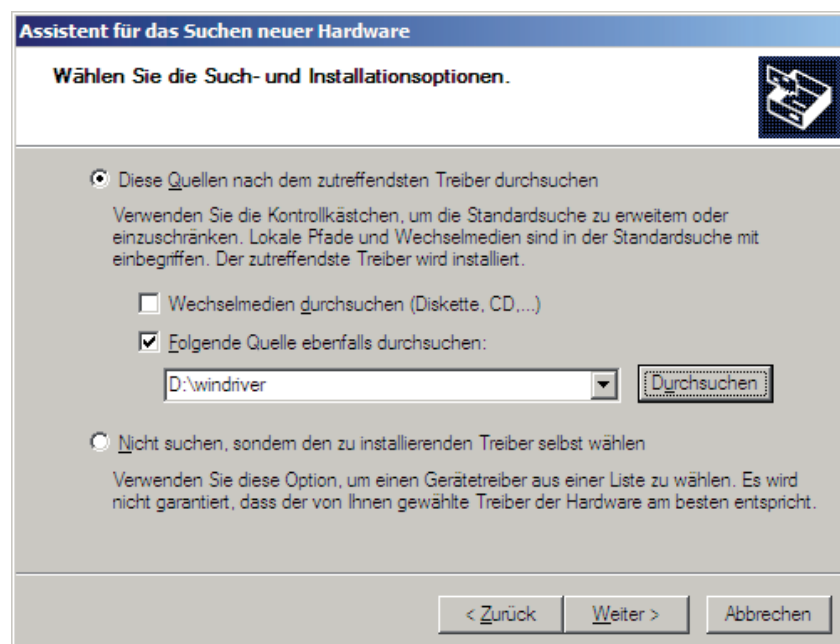 Assistent für das Suchen neuer Hardware
Wählen Sie die Such- und Installationsoptionen.
Diese Quellen nach dem zutreffendsten Treiber durchsuchen
Verwenden Sie die Kontrollkästchen, um die Standardsuche zu erweitern oder
einzuschränken. Lokale Pfade und Wechselmedien sind in der Standardsuche mit
einbegriffen. Der zutreffendste Treiber wird installiert.
Wechselmedien durchsuchen (Diskette, CD,...)
Folgende Quelle ebenfalls durchsuchen:
D:\windriver Durchsuchen
Nicht suchen, sondern den zu installierenden Treiber selbst wählen
Verwenden Sie diese Option, um einen Gerätetreiber aus einer Liste zu wählen. Es wird
nicht garantiert, dass der von Ihnen gewählte Treiber der Hardware am besten entspricht.
< Zurück Weiter > Abbrechen